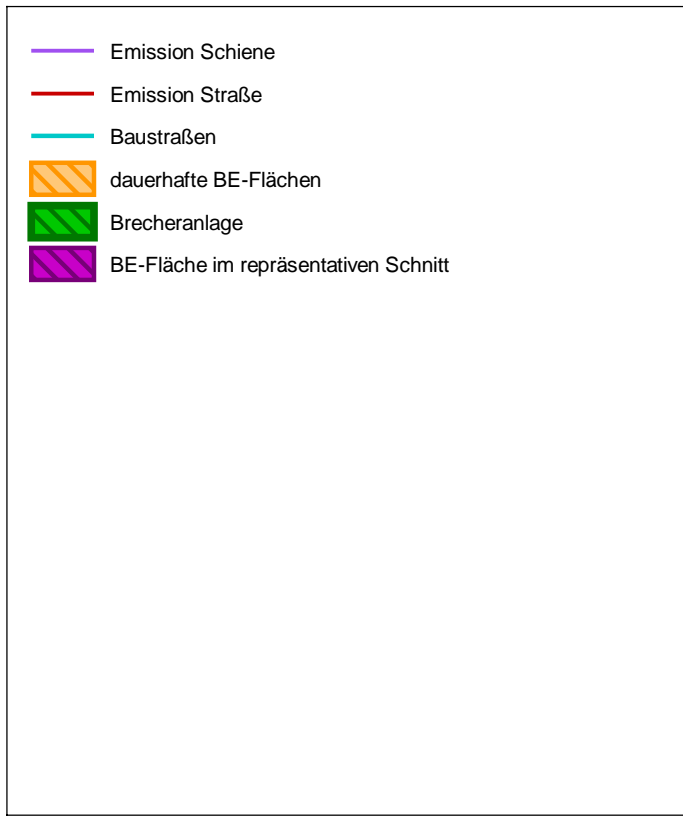 Emission Schiene
Emission Straße
Baustraßen
dauerhafte BE-Flächen
Brecheranlage
BE-Fläche im repräsentativen Schnitt